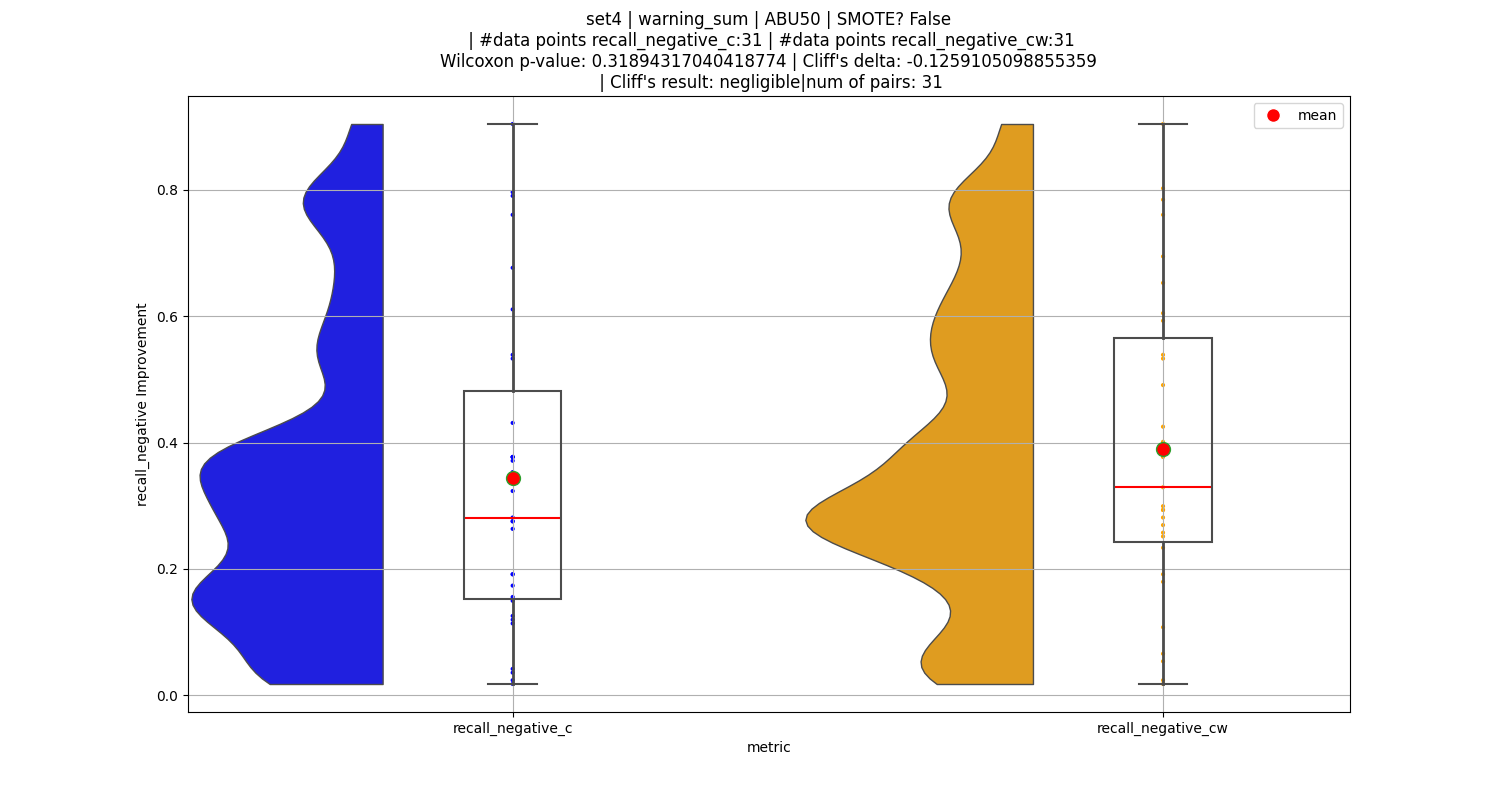 set4 | warning_sum | ABU50 | SMOTE? False
| #data points recall_negative_c:31 | #data points recall_negative_cw:31
Wilcoxon p-value: 0.31894317040418774 | Cliff's delta: -0.1259105098855359
| Cliff's result: negligible|num of pairs: 31
mean
0.8
0.6
0.4
0.2
0.0
recall_negative Improvement
recall_negative_c
recall_negative_cw
metric